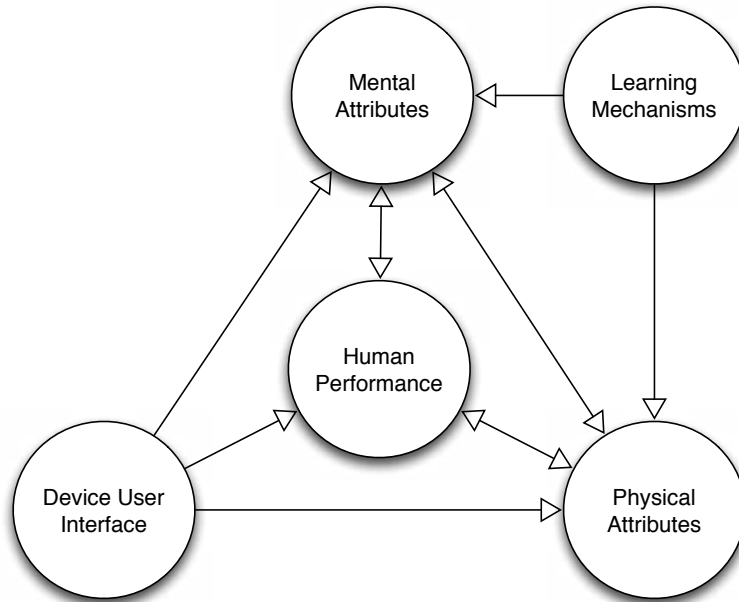 Mental
Attributes
Learning
Mechanisms
Human
Performance
Device User
Interface
Physical
Attributes